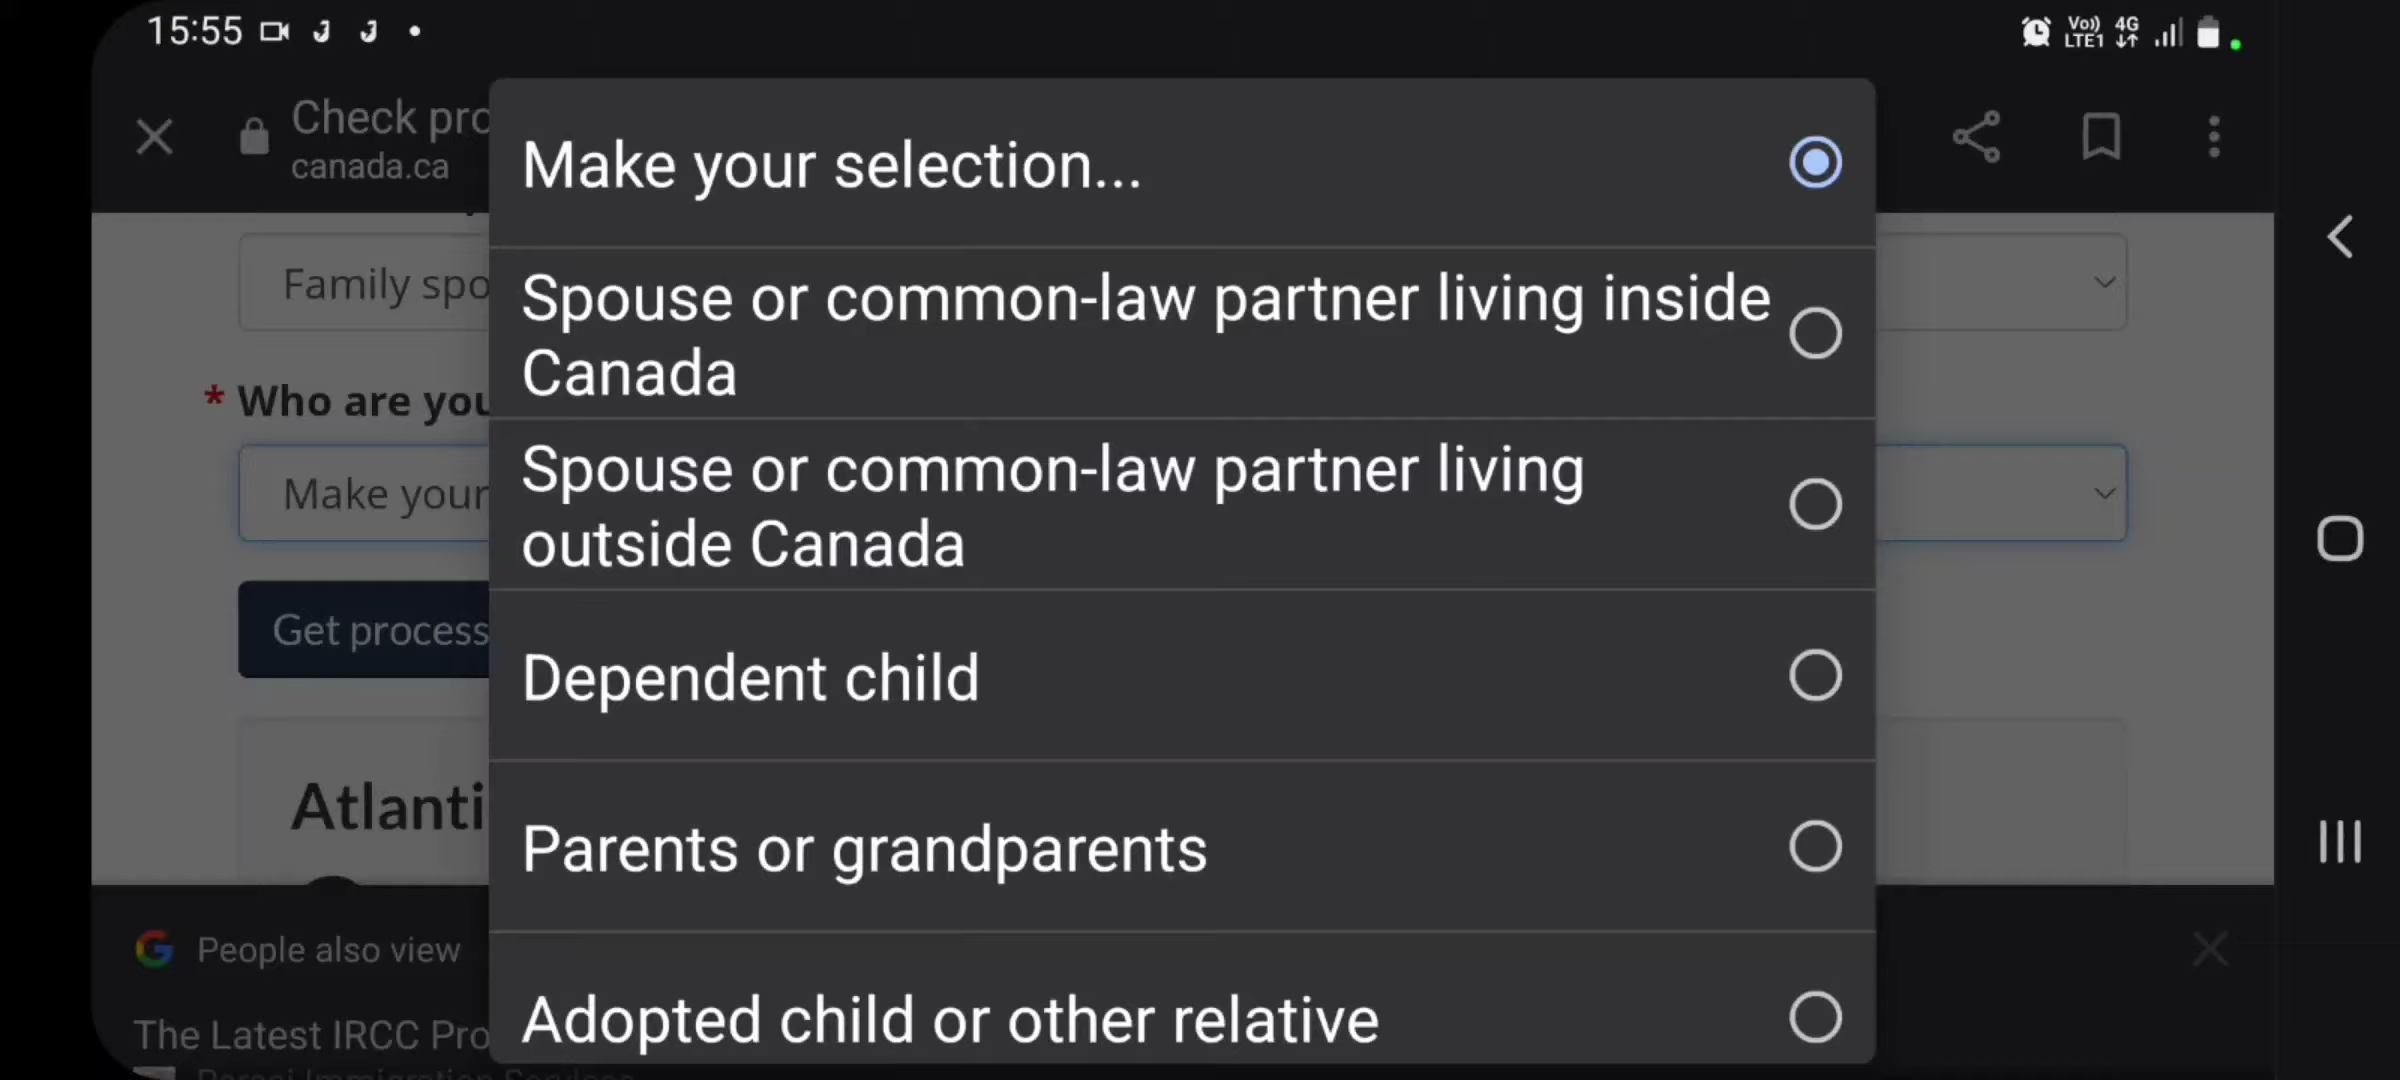 15:55
Vo)) LTE1 4G
Check pro
canada.ca
Make your selection...
Family spo
Spouse or common-law partner living inside
Canada
* Who are you
Spouse or common-law partner living
outside Canada
Make your
Get process
Dependent child
Atlanti
Parents or grandparents
People also view
Adopted child or other relative
The Latest IRCC Pro